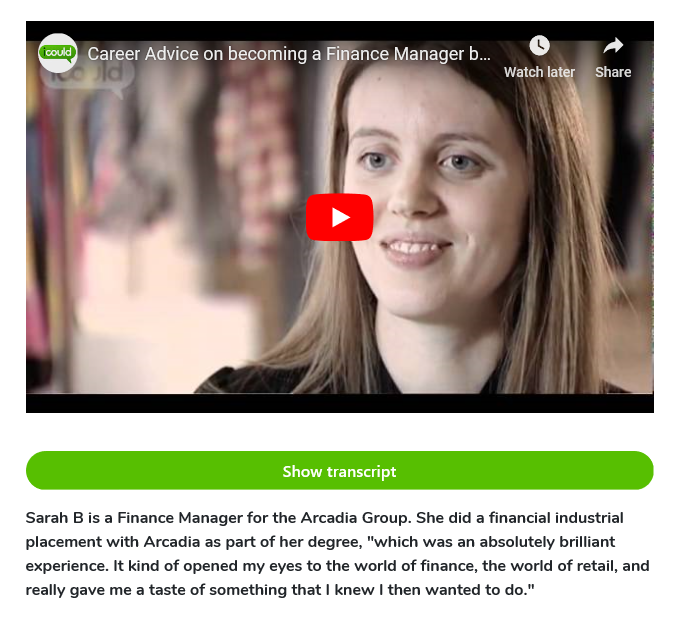 icould
Career Advice on becoming a Finance Manager b...
Watch later
Share
Show transcript
Sarah B is a Finance Manager for the Arcadia Group. She did a financial industrial
placement with Arcadia as part of her degree, "which was an absolutely brilliant
experience. It kind of opened my eyes to the world of finance, the world of retail, and
really gave me a taste of something that I knew I then wanted to do."